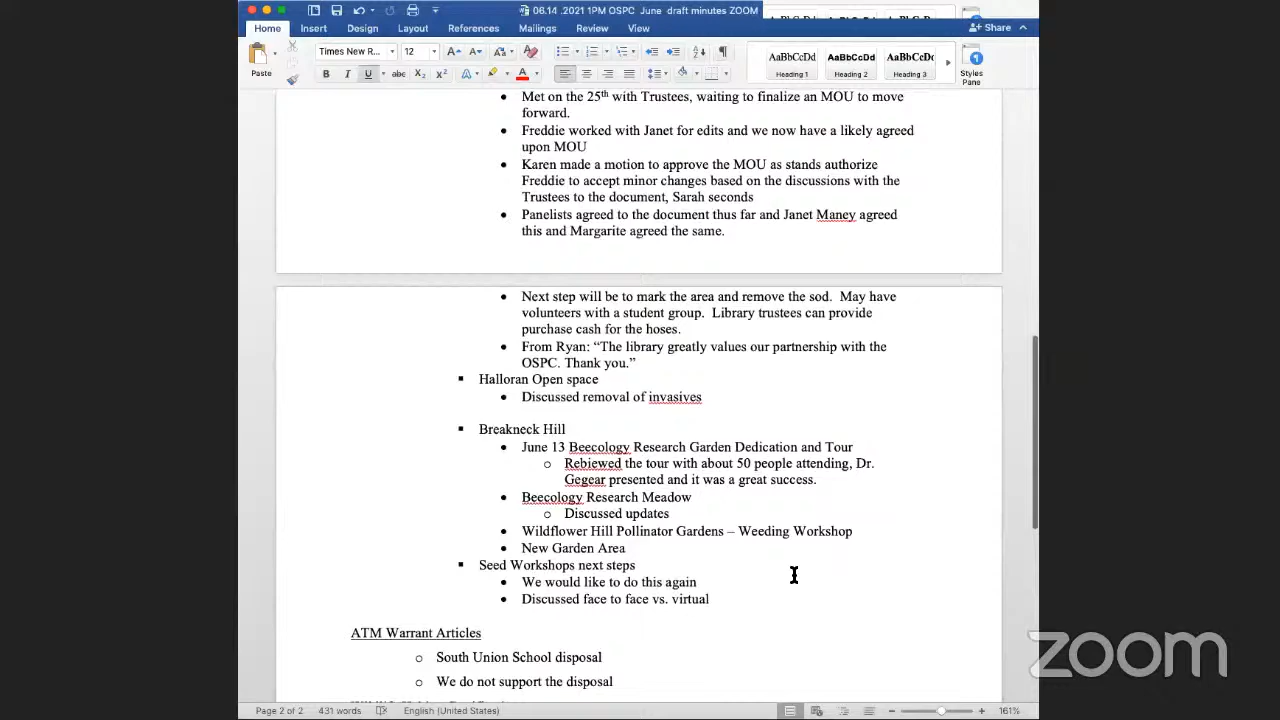 08.14 .2021 1PM OSPC June draft minutes ZOOM
Home Insert Design Layout References Mailings Review View Share
Paste
Times New R... 12
AaBbCcDd AaBbCcDd AaBbCcDc
Heading 1 Heading 2 Heading 3
Styles
Pane
Met on the 25th with Trustees, waiting to finalize an MOU to move
forward.
Freddie worked with Janet for edits and we now have a likely agreed
upon MOU
Karen made a motion to approve the MOU as stands authorize
Freddie to accept minor changes based on the discussions with the
Trustees to the document, Sarah seconds
Panelists agreed to the document thus far and Janet Maney agreed
this and Margarite agreed the same.
Next step will be to mark the area and remove the sod. May have
volunteers with a student group. Library trustees can provide
purchase cash for the hoses.
From Ryan: “The library greatly values our partnership with the
OSPC. Thank you.”
Halloran Open space
Discussed removal of invasives
Breakneck Hill
June 13 Beecology Research Garden Dedication and Tour
Rebiewed the tour with about 50 people attending, Dr.
Gegear presented and it was a great success.
Beecology Research Meadow
Discussed updates
Wildflower Hill Pollinator Gardens – Weeding Workshop
New Garden Area
Seed Workshops next steps
We would like to do this again
Discussed face to face vs. virtual
ATM Warrant Articles
South Union School disposal
We do not support the disposal
Page 2 of 2 431 words English (United States) 161%
zoom